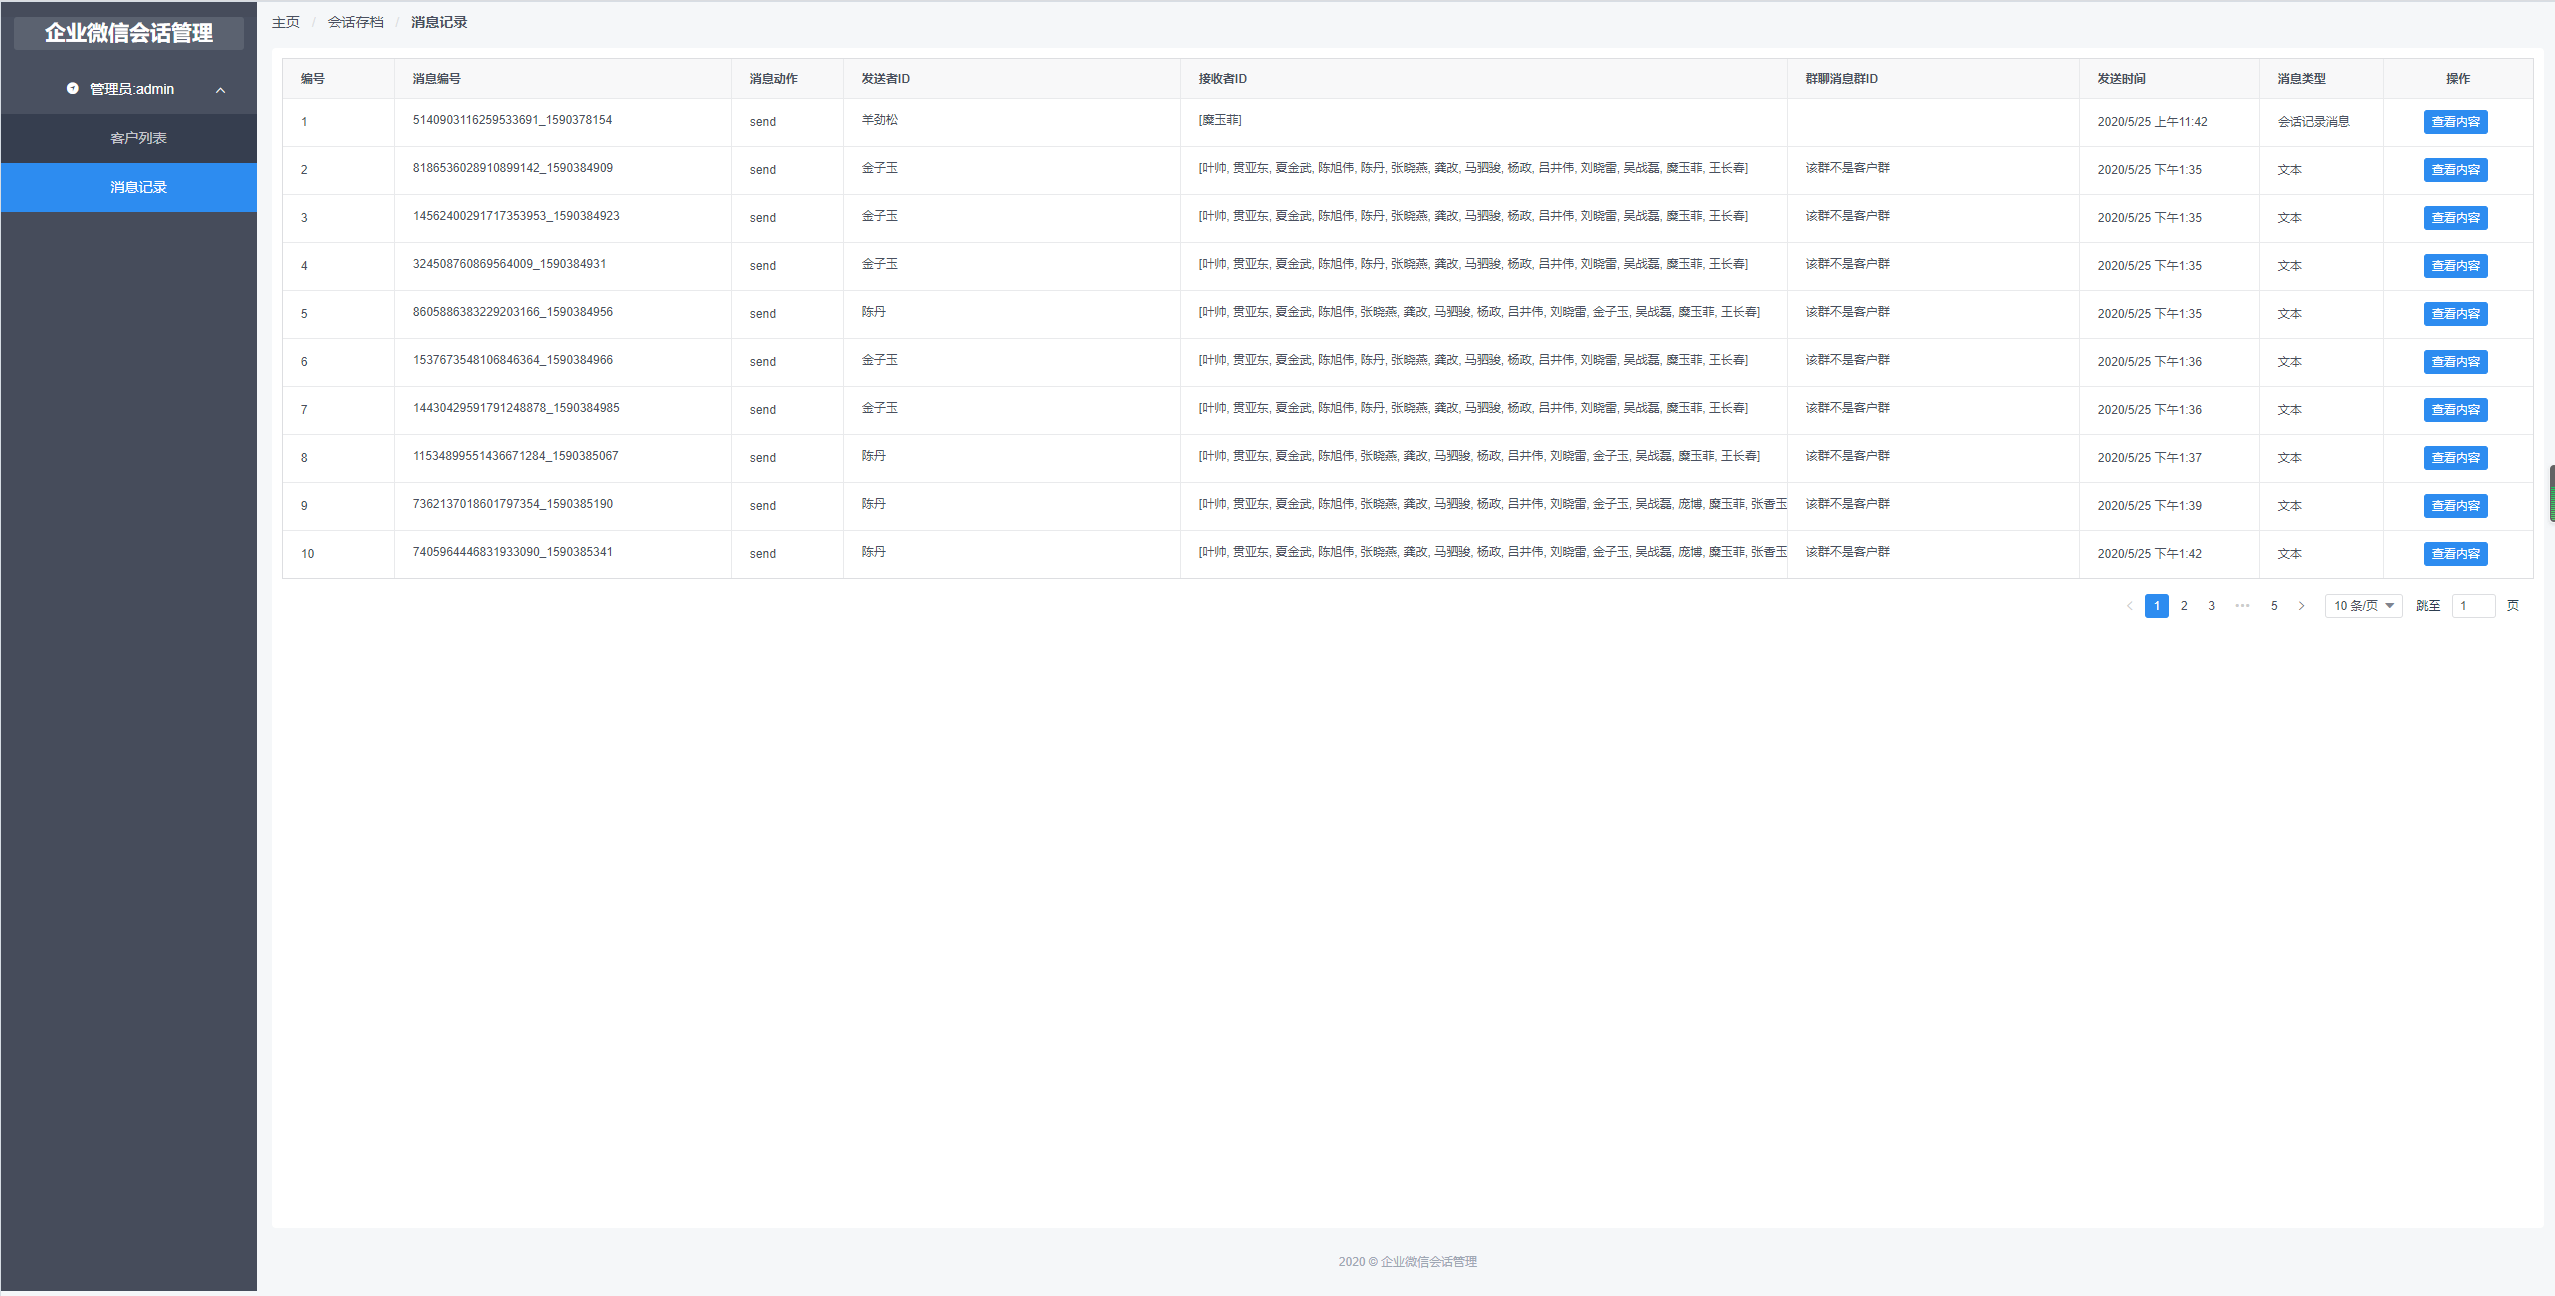 企业微信会话管理
管理员:admin
客户列表
消息记录
主页 / 会话存档 / 消息记录
编号 消息编号 消息动作 发送者ID 接收者ID 群聊消息群ID 发送时间 消息类型 操作
1 5140903116259533691_1590378154 send 羊劲松 [糜玉菲] 2020/5/25 上午11:42 会话记录消息 查看内容
2 8186536028910899142_1590384909 send 金子玉 [叶帅, 贯亚东, 夏金武, 陈旭伟, 陈丹, 张晓燕, 龚改, 马驷骏, 杨政, 吕井伟, 刘晓雷, 吴战磊, 糜玉菲, 王长春] 该群不是客户群 2020/5/25 下午1:35 文本 查看内容
3 14562400291717353953_1590384923 send 金子玉 [叶帅, 贯亚东, 夏金武, 陈旭伟, 陈丹, 张晓燕, 龚改, 马驷骏, 杨政, 吕井伟, 刘晓雷, 吴战磊, 糜玉菲, 王长春] 该群不是客户群 2020/5/25 下午1:35 文本 查看内容
4 324508760869564009_1590384931 send 金子玉 [叶帅, 贯亚东, 夏金武, 陈旭伟, 陈丹, 张晓燕, 龚改, 马驷骏, 杨政, 吕井伟, 刘晓雷, 吴战磊, 糜玉菲, 王长春] 该群不是客户群 2020/5/25 下午1:35 文本 查看内容
5 8605886383229203166_1590384956 send 陈丹 [叶帅, 贯亚东, 夏金武, 陈旭伟, 张晓燕, 龚改, 马驷骏, 杨政, 吕井伟, 刘晓雷, 金子玉, 吴战磊, 糜玉菲, 王长春] 该群不是客户群 2020/5/25 下午1:35 文本 查看内容
6 1537673548106846364_1590384966 send 金子玉 [叶帅, 贯亚东, 夏金武, 陈旭伟, 陈丹, 张晓燕, 龚改, 马驷骏, 杨政, 吕井伟, 刘晓雷, 吴战磊, 糜玉菲, 王长春] 该群不是客户群 2020/5/25 下午1:36 文本 查看内容
7 14430429591791248878_1590384985 send 金子玉 [叶帅, 贯亚东, 夏金武, 陈旭伟, 陈丹, 张晓燕, 龚改, 马驷骏, 杨政, 吕井伟, 刘晓雷, 吴战磊, 糜玉菲, 王长春] 该群不是客户群 2020/5/25 下午1:36 文本 查看内容
8 11534899551436671284_1590385067 send 陈丹 [叶帅, 贯亚东, 夏金武, 陈旭伟, 张晓燕, 龚改, 马驷骏, 杨政, 吕井伟, 刘晓雷, 金子玉, 吴战磊, 糜玉菲, 王长春] 该群不是客户群 2020/5/25 下午1:37 文本 查看内容
9 7362137018601797354_1590385190 send 陈丹 [叶帅, 贯亚东, 夏金武, 陈旭伟, 张晓燕, 龚改, 马驷骏, 杨政, 吕井伟, 刘晓雷, 金子玉, 吴战磊, 庞博, 糜玉菲, 张香玉 该群不是客户群 2020/5/25 下午1:39 文本 查看内容
10 7405964446831933090_1590385341 send 陈丹 [叶帅, 贯亚东, 夏金武, 陈旭伟, 张晓燕, 龚改, 马驷骏, 杨政, 吕井伟, 刘晓雷, 金子玉, 吴战磊, 庞博, 糜玉菲, 张香玉 该群不是客户群 2020/5/25 下午1:42 文本 查看内容
1 2 3 ••• 5 10 条/页 跳至 1 页
2020 © 企业微信会话管理